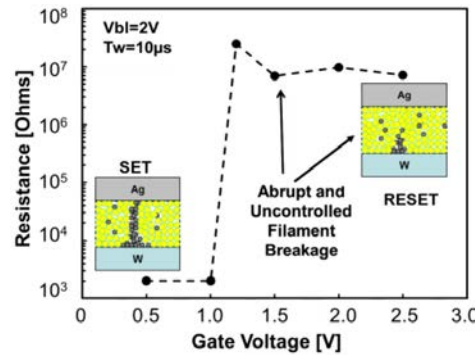 Vbl=2V
Tw=10µs
Resistance [Ohms]
10⁸
10⁷
10⁶
10⁵
10⁴
10³
SET
Ag
W
Ag
W
RESET
Abrupt and
Uncontrolled
Filament
Breakage
0.0 0.5 1.0 1.5 2.0 2.5 3.0
Gate Voltage [V]